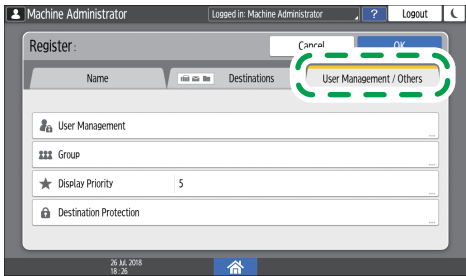 Machine Administrator
Logged in: Machine Administrator
?
Logout
Register :
Cancel
OK
Name
Destinations
User Management / Others
User Management
...
Group
...
Display Priority
5
...
Destination Protection
...
26 Jul. 2018
18 : 26